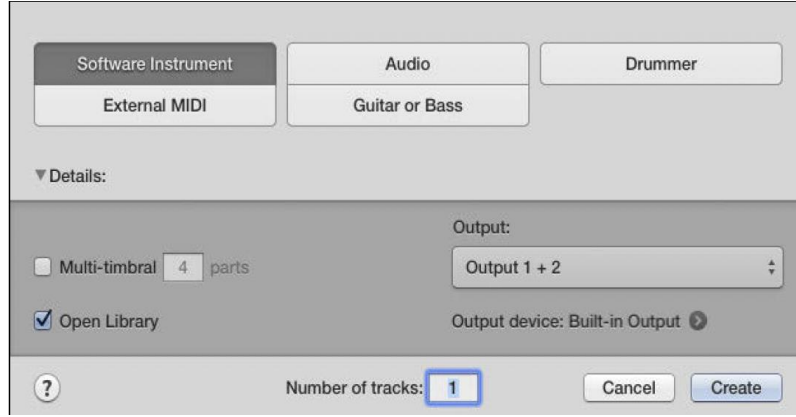 Software Instrument Audio Drummer
External MIDI Guitar or Bass
Details:
Output:
Multi-timbral 4 parts Output 1 + 2
Open Library Output device: Built-in Output
? Number of tracks: 1 Cancel Create